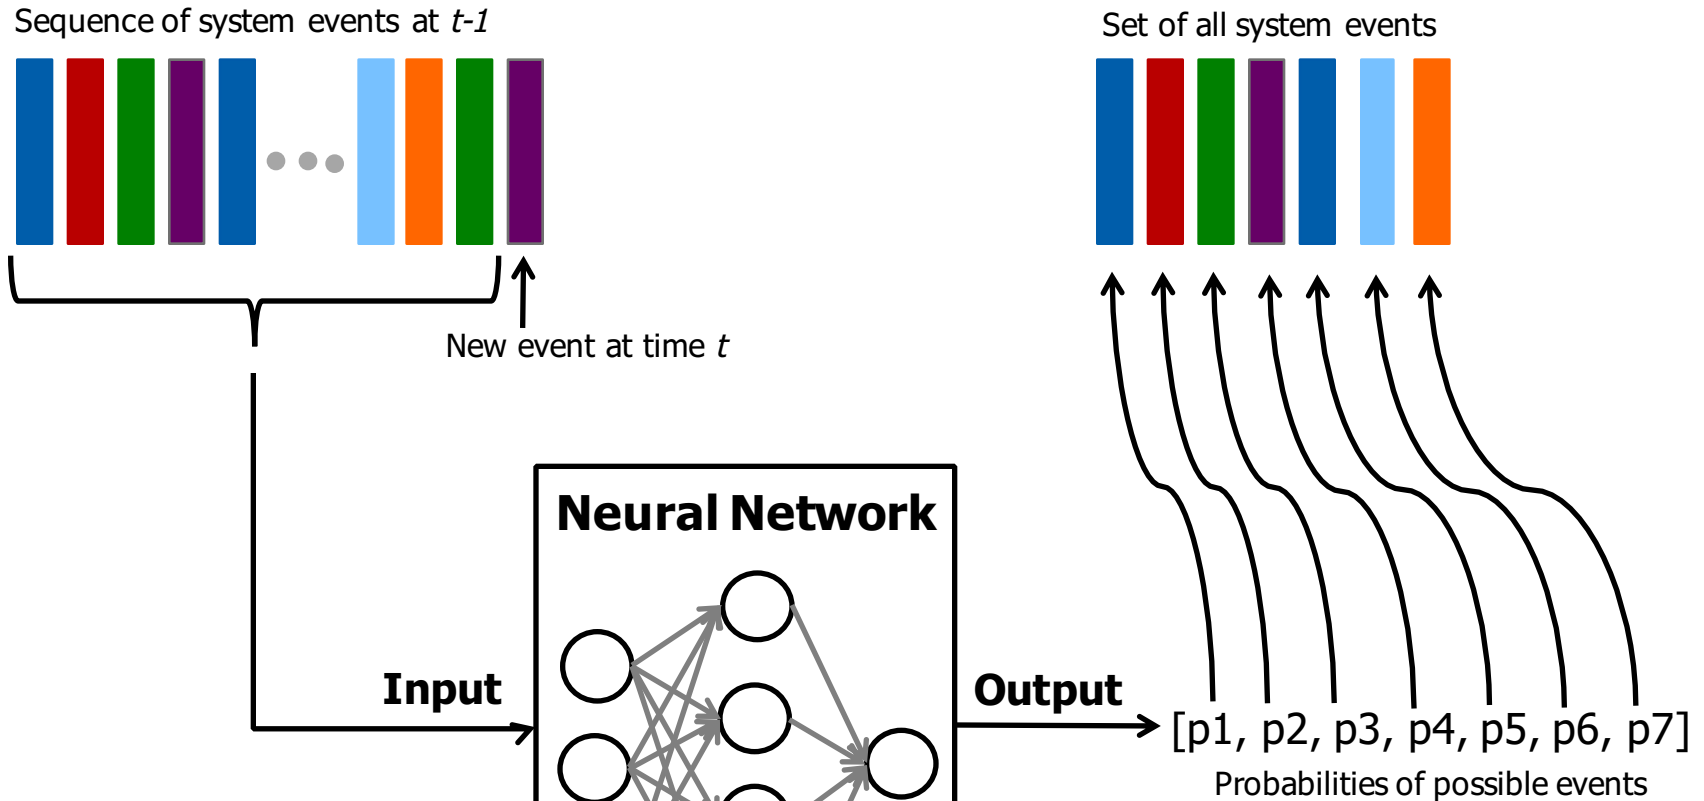 Sequence of system events at t-1
Set of all system events
New event at time t
Neural Network
Input
Output
[p1, p2, p3, p4, p5, p6, p7]
Probabilities of possible events